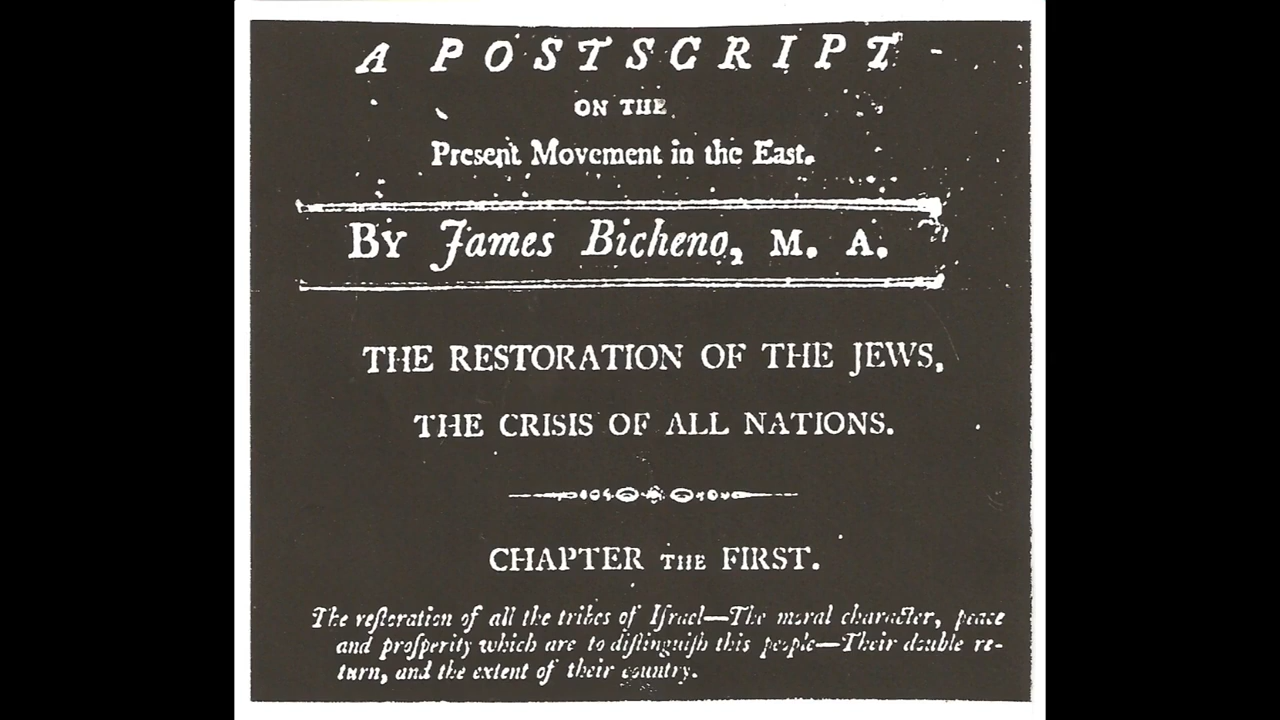 A POSTSCRIPT
ON THE
Present Movement in the East.
BY James Bicheno, M. A.
THE RESTORATION OF THE JEWS,
THE CRISIS OF ALL NATIONS.
CHAPTER THE FIRST.
The reſtoration of all the tribes of Iſrael—The moral character, peace
and proſperity which are to diſtinguiſh this people—Their double re-
turn, and the extent of their country.